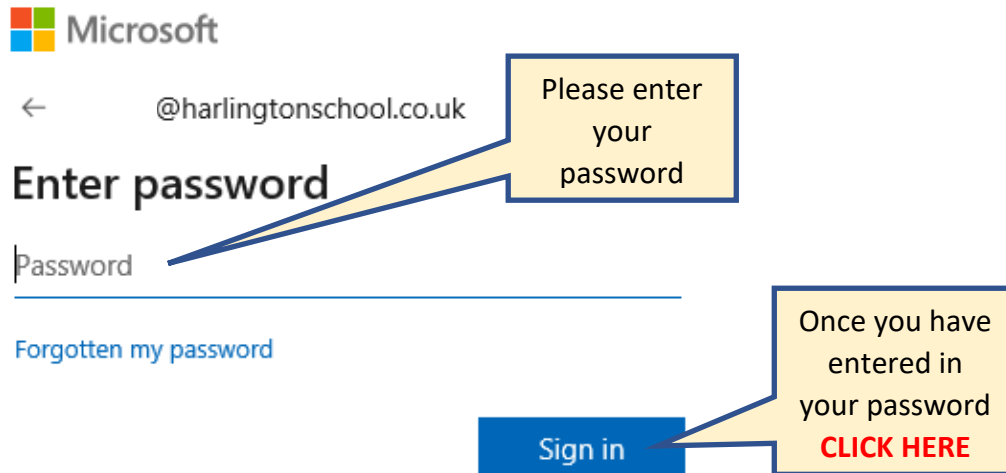 Microsoft
← @harlingtonschool.co.uk
Please enter
your
password
Enter password
Password
Forgotten my password
Once you have
entered in
your password
CLICK HERE
Sign in